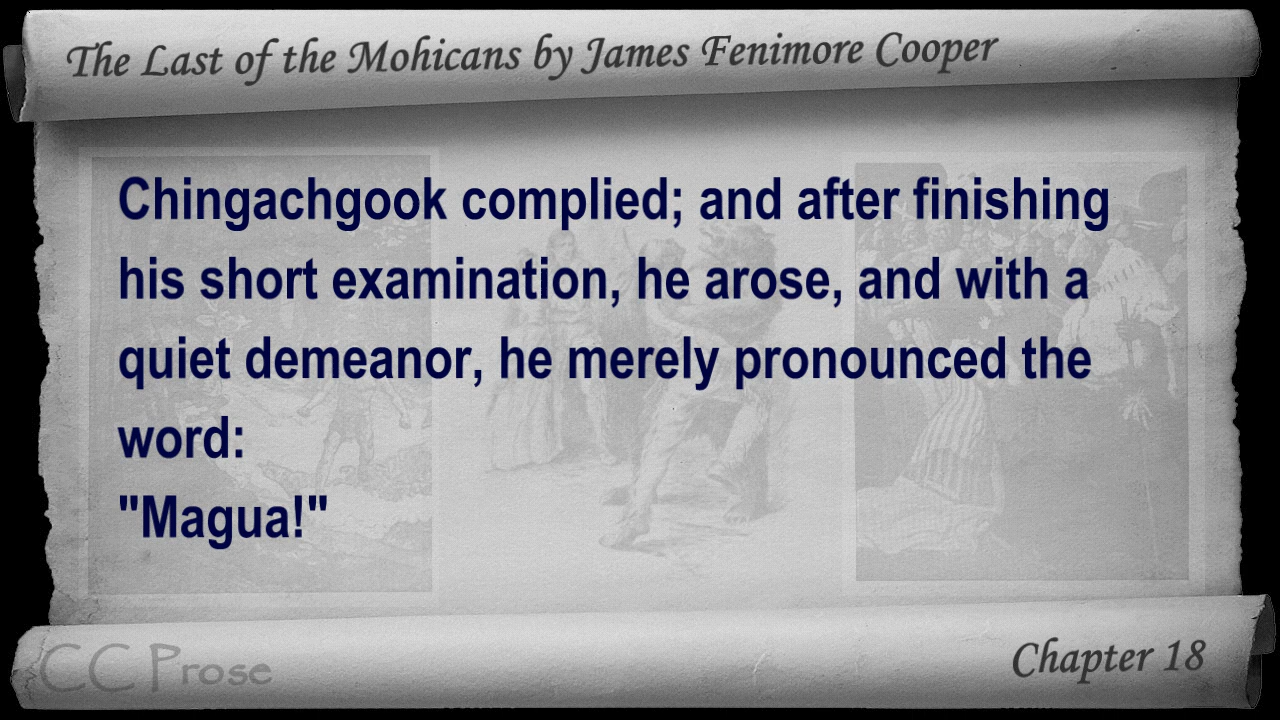 The Last of the Mohicans by James Fenimore Cooper
Chingachgook complied; and after finishing
his short examination, he arose, and with a
quiet demeanor, he merely pronounced the
word:
"Magua!"
CC Prose
Chapter 18